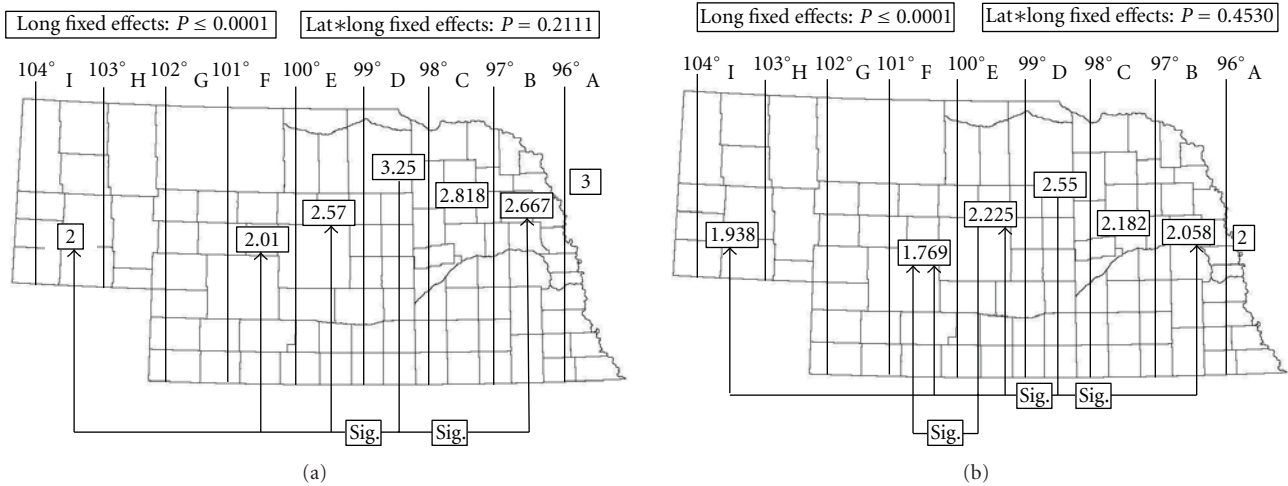 Long fixed effects: P ≤ 0.0001 Lat∗long fixed effects: P = 0.2111
104° I 103° H 102° G 101° F 100° E 99° D 98° C 97° B 96° A
3.25
3
2.818
2.57
2.667
2
2.01
Sig. Sig.
(a)
Long fixed effects: P ≤ 0.0001 Lat∗long fixed effects: P = 0.4530
104° I 103° H 102° G 101° F 100° E 99° D 98° C 97° B 96° A
2.55
2.225
2.182
1.938
2.058
2
1.769
Sig. Sig.
Sig.
(b)